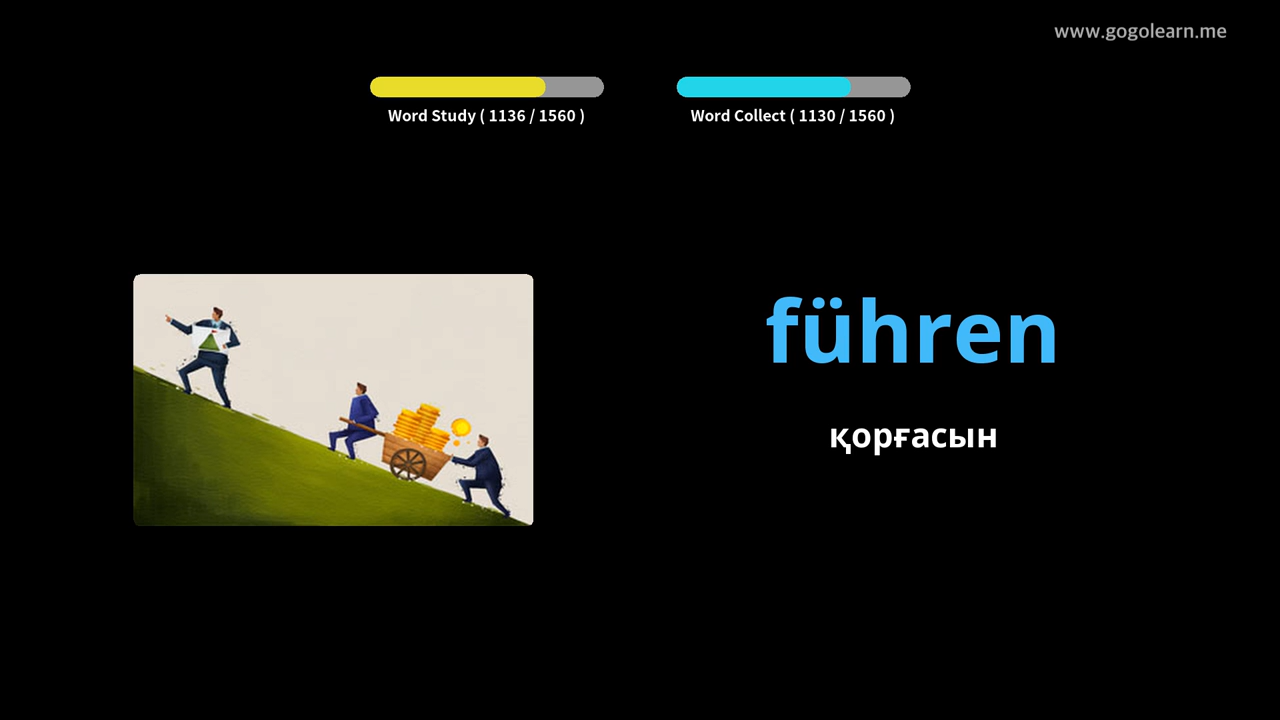 www.gogolearn.me
Word Study ( 1136 / 1560 )
Word Collect ( 1130 / 1560 )
führen
қорғасын